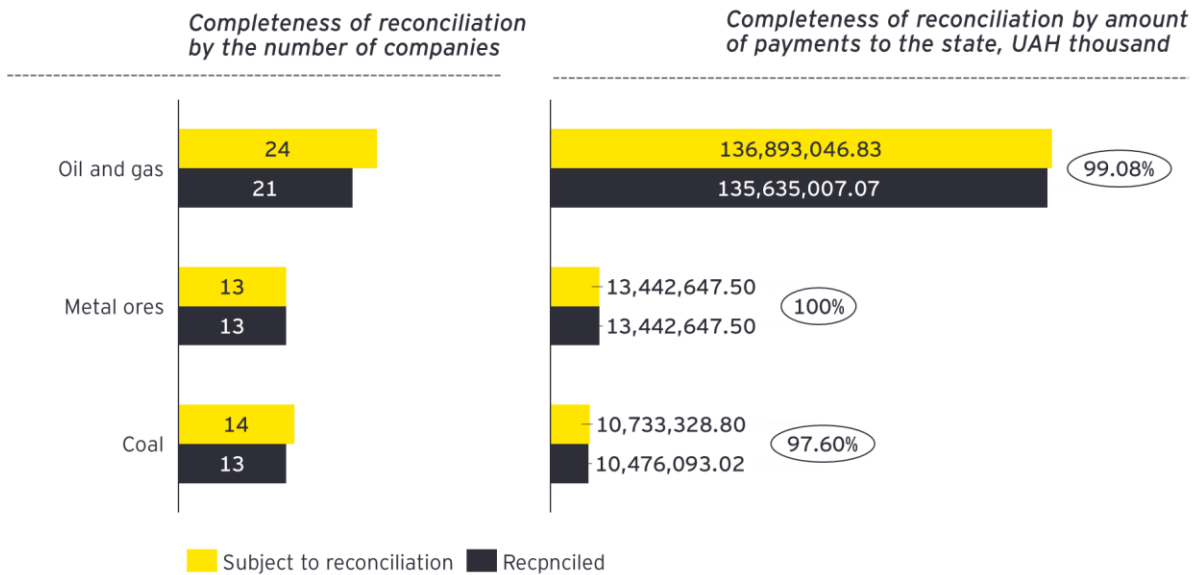 Completeness of reconciliation
by the number of companies
Completeness of reconciliation by amount
of payments to the state, UAH thousand
Oil and gas
24
21
136,893,046.83
135,635,007.07
99.08%
Metal ores
13
13
13,442,647.50
13,442,647.50
100%
Coal
14
13
10,733,328.80
10,476,093.02
97.60%
Subject to reconciliation
Recpnciled